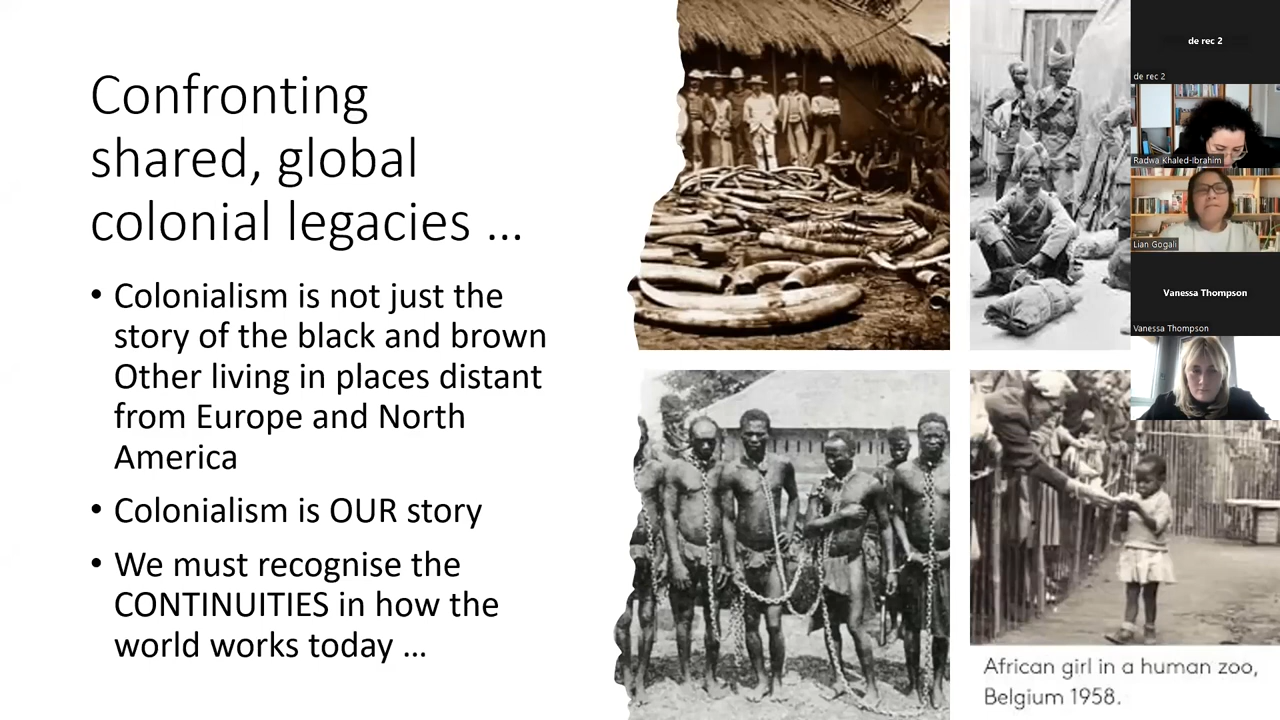 Confronting
shared, global
colonial legacies ...
• Colonialism is not just the
story of the black and brown
Other living in places distant
from Europe and North
America
• Colonialism is OUR story
• We must recognise the
CONTINUITIES in how the
world works today ...
African girl in a human zoo,
Belgium 1958.
de rec 2
de rec 2
Radwa Khaled-Ibrahim
Lian Gogali
Vanessa Thompson
Vanessa Thompson